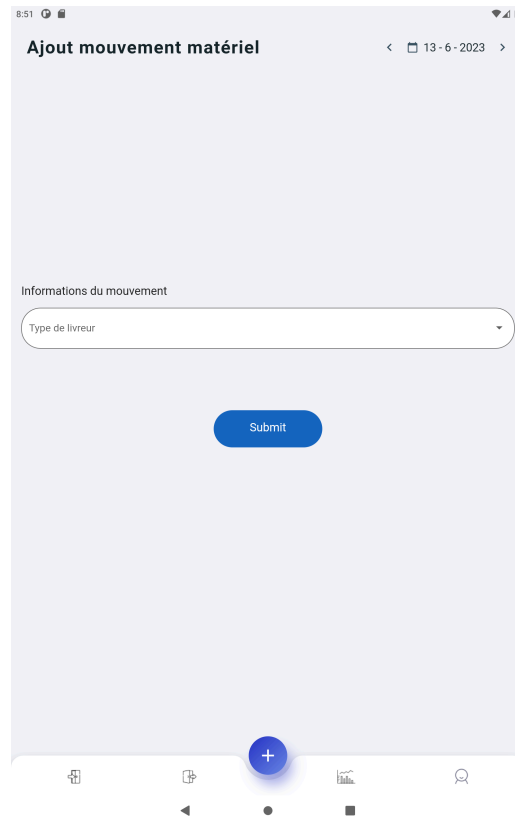 8:51
Ajout mouvement matériel
13 - 6 - 2023
Informations du mouvement
Type de livreur
Submit